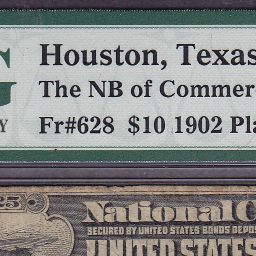 Houston, Texas
The NB of Commer
Fr#628 $10 1902 Pla
National C
SECURED BY UNITED STATES BONDS DEPOS
UNITED STATES